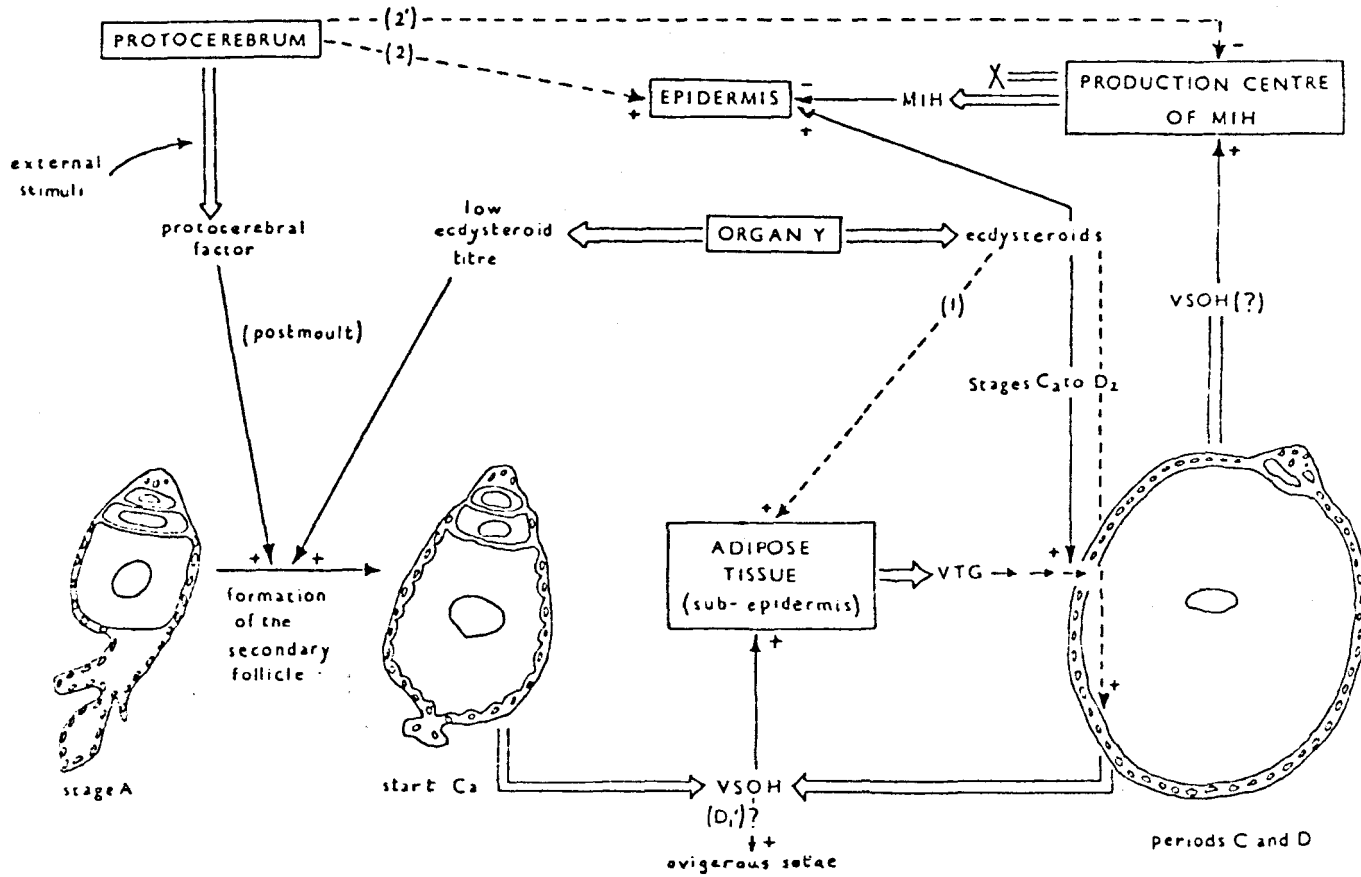 (2')
PROTOCEREBRUM
(2)
EPIDERMIS
-
+
+
MIH
X
-
PRODUCTION CENTRE
OF MIH
+
external
stimuli
protocerebral
factor
low
ecdysteroid
titre
ORGAN Y
ecdysteroids
(1)
VSOH (?)
(postmoult)
Stages Ca to D2
+
+
formation
of the
secondary
follicle
+
ADIPOSE
TISSUE
(sub-epidermis)
+
VTG
+
+
stage A
start Ca
VSOH
(D1')?
+
ovigerous setae
periods C and D